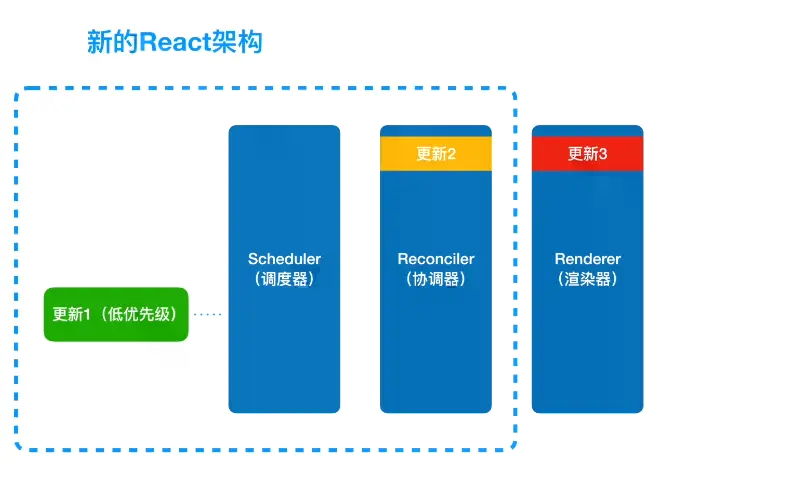 新的React架构
更新2
更新3
Scheduler
（调度器）
Reconciler
（协调器）
Renderer
（渲染器）
更新1（低优先级）